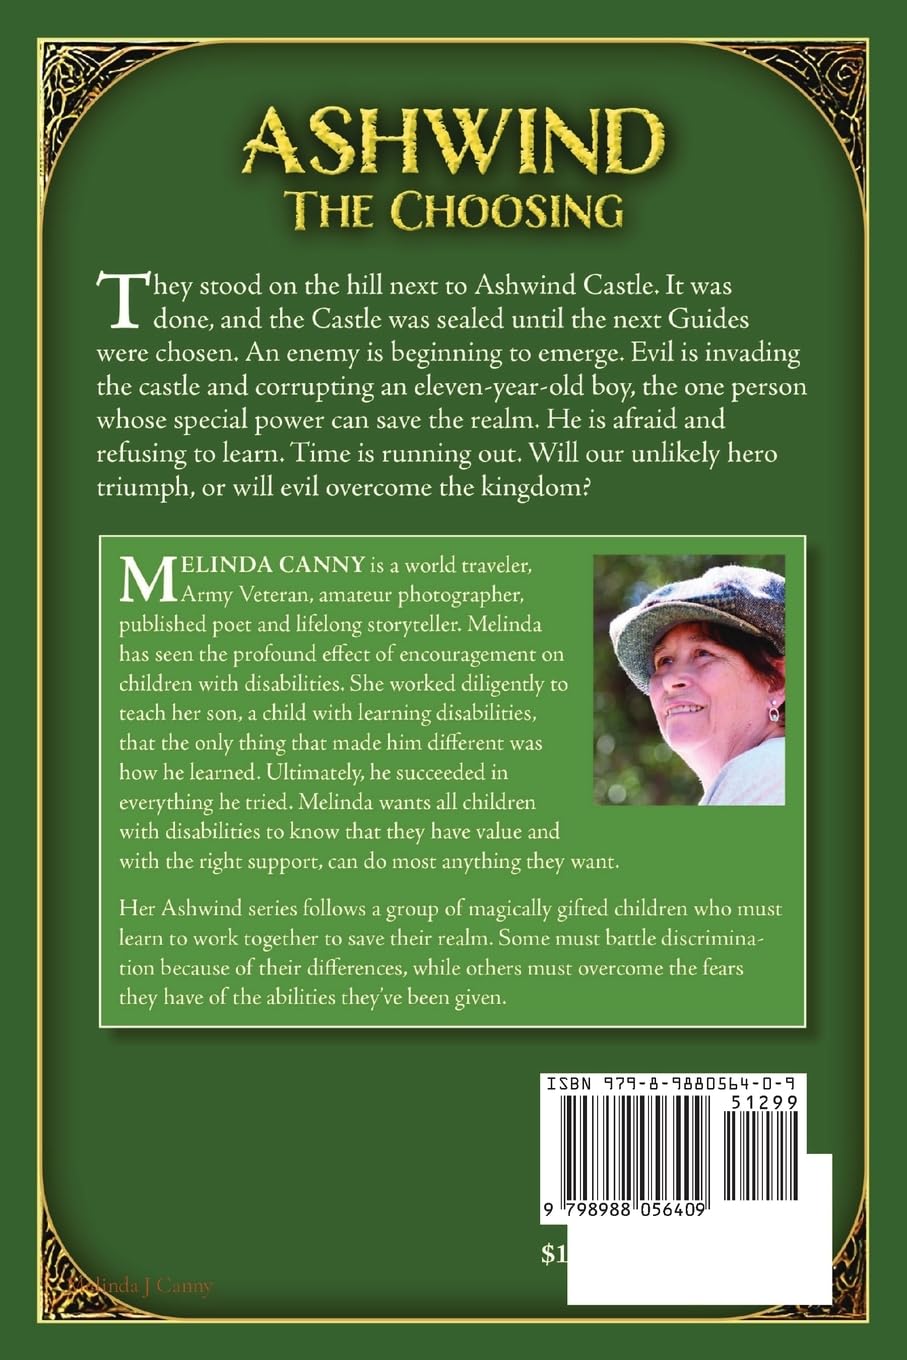 ASHWIND
THE CHOOSING
They stood on the hill next to Ashwind Castle. It was
done, and the Castle was sealed until the next Guides
were chosen. An enemy is beginning to emerge. Evil is invading
the castle and corrupting an eleven-year-old boy, the one person
whose special power can save the realm. He is afraid and
refusing to learn. Time is running out. Will our unlikely hero
triumph, or will evil overcome the kingdom?
MELINDA CANNY is a world traveler,
Army Veteran, amateur photographer,
published poet and lifelong storyteller. Melinda
has seen the profound effect of encouragement on
children with disabilities. She worked diligently to
teach her son, a child with learning disabilities,
that the only thing that made him different was
how he learned. Ultimately, he succeeded in
everything he tried. Melinda wants all children
with disabilities to know that they have value and
with the right support, can do most anything they want.
Her Ashwind series follows a group of magically gifted children who must
learn to work together to save their realm. Some must battle discrimina-
tion because of their differences, while others must overcome the fears
they have of the abilities they've been given.
ISBN 979-8-9880564-0-9
51299
9 798988 056409
$1
Melinda J Canny